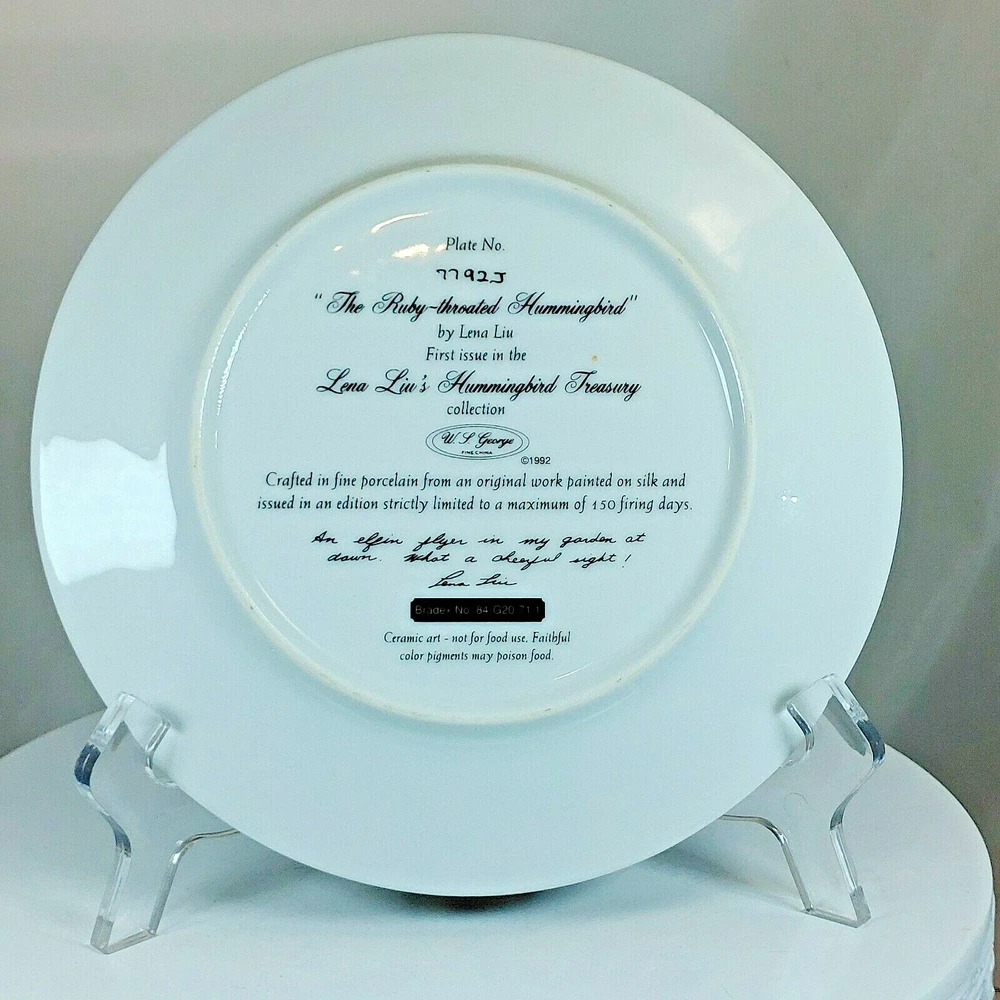 Plate No.
7792J
"The Ruby-throated Hummingbird"
by Lena Liu
First issue in the
Lena Liu's Hummingbird Treasury
collection
W. S. George
FINE CHINA
©1992
Crafted in fine porcelain from an original work painted on silk and
issued in an edition strictly limited to a maximum of 150 firing days.
An elfin flyer in my garden at
dawn. What a cheerful sight!
Lena Liu
Bradex No. 84-G20-
Ceramic art - not for food use. Faithful
color pigments may poison food.